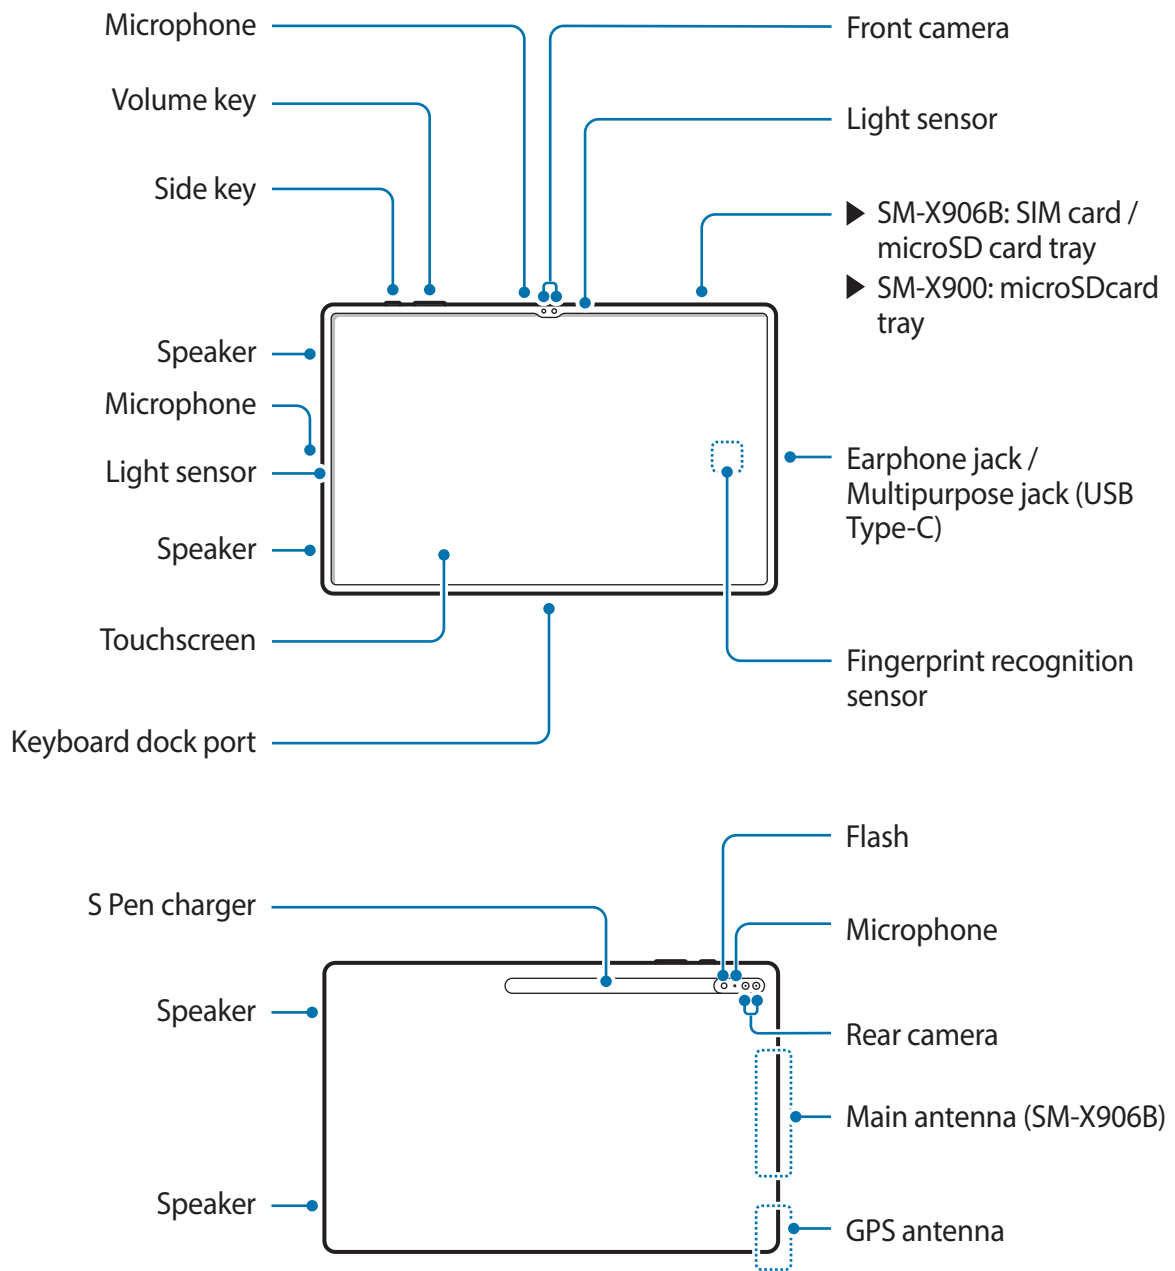 Microphone
Volume key
Side key
Speaker
Microphone
Light sensor
Speaker
Touchscreen
Keyboard dock port
Front camera
Light sensor
▶ SM-X906B: SIM card /
microSD card tray
▶ SM-X900: microSDcard
tray
Earphone jack /
Multipurpose jack (USB
Type-C)
Fingerprint recognition
sensor
S Pen charger
Speaker
Speaker
Flash
Microphone
Rear camera
Main antenna (SM-X906B)
GPS antenna